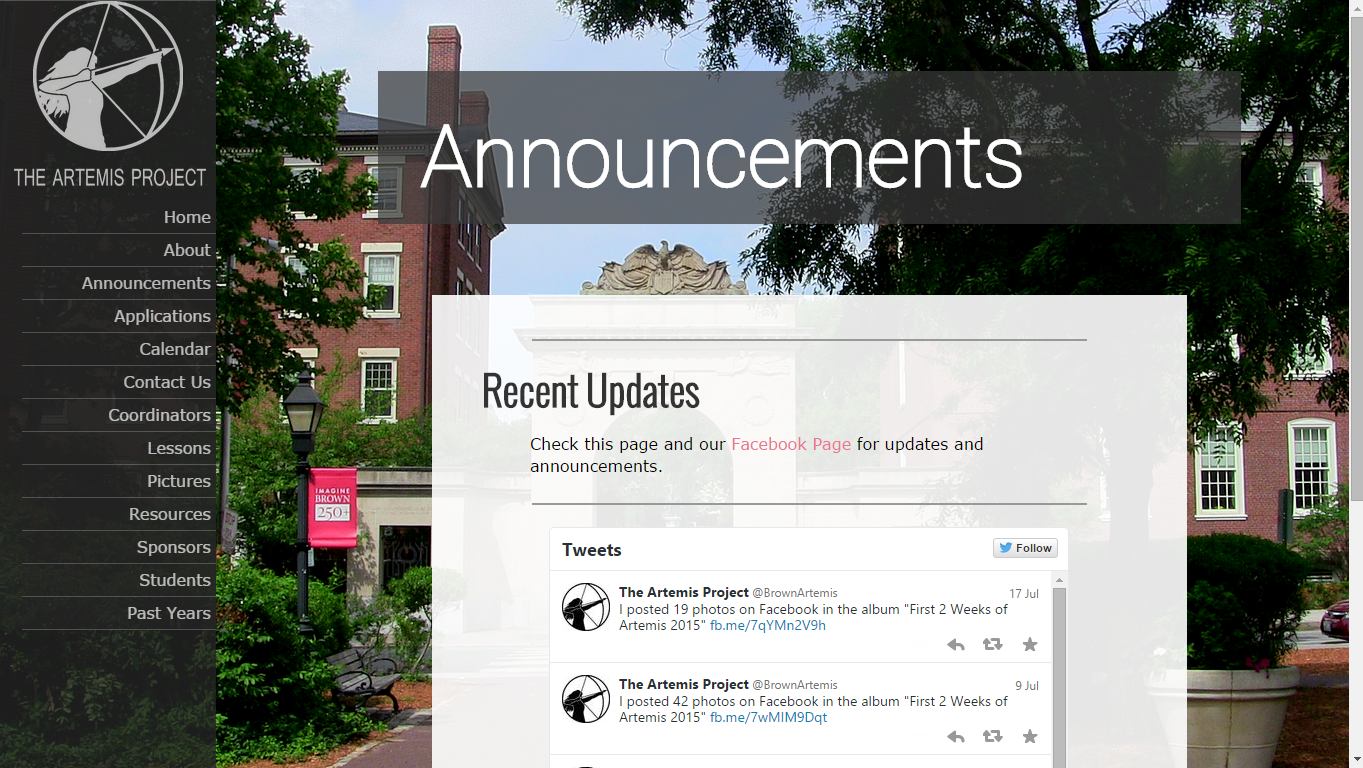 THE ARTEMIS PROJECT
Home
About
Announcements
Applications
Calendar
Contact Us
Coordinators
Lessons
Pictures
Resources
Sponsors
Students
Past Years
Announcements
IMAGINE
BROWN
250+
Recent Updates
Check this page and our Facebook Page for updates and
announcements.
Tweets
Follow
The Artemis Project @BrownArtemis 17 Jul
I posted 19 photos on Facebook in the album "First 2 Weeks of
Artemis 2015" fb.me/7qYMn2V9h
The Artemis Project @BrownArtemis 9 Jul
I posted 42 photos on Facebook in the album "First 2 Weeks of
Artemis 2015" fb.me/7wMIM9Dqt